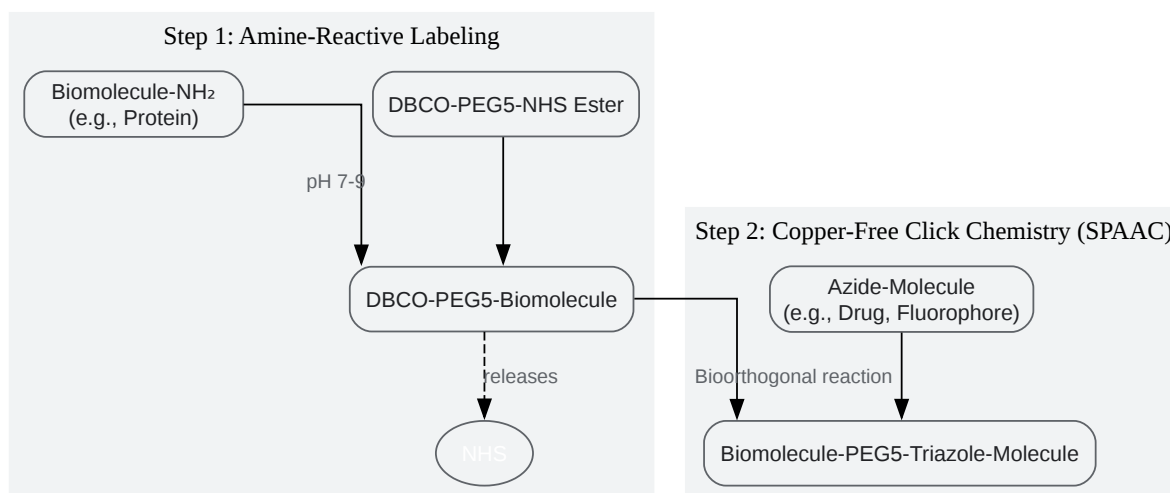 Step 1: Amine-Reactive Labeling
Biomolecule-NH₂
(e.g., Protein)
DBCO-PEG5-NHS Ester
pH 7-9
DBCO-PEG5-Biomolecule
releases
NHS
Step 2: Copper-Free Click Chemistry (SPAAC)
Azide-Molecule
(e.g., Drug, Fluorophore)
Bioorthogonal reaction
Biomolecule-PEG5-Triazole-Molecule